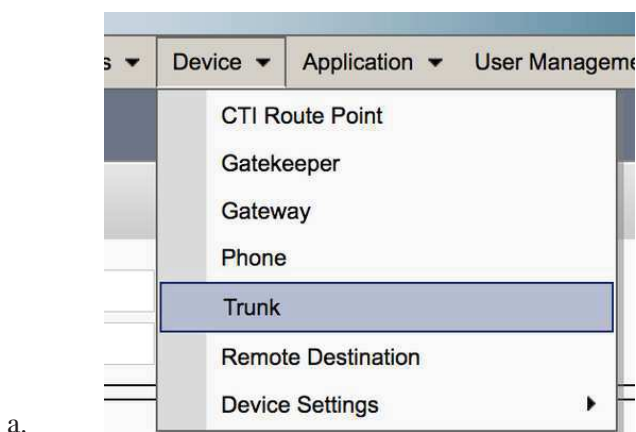 s Device Application User Manageme
CTI Route Point
Gatekeeper
Gateway
Phone
Trunk
Remote Destination
Device Settings
a.